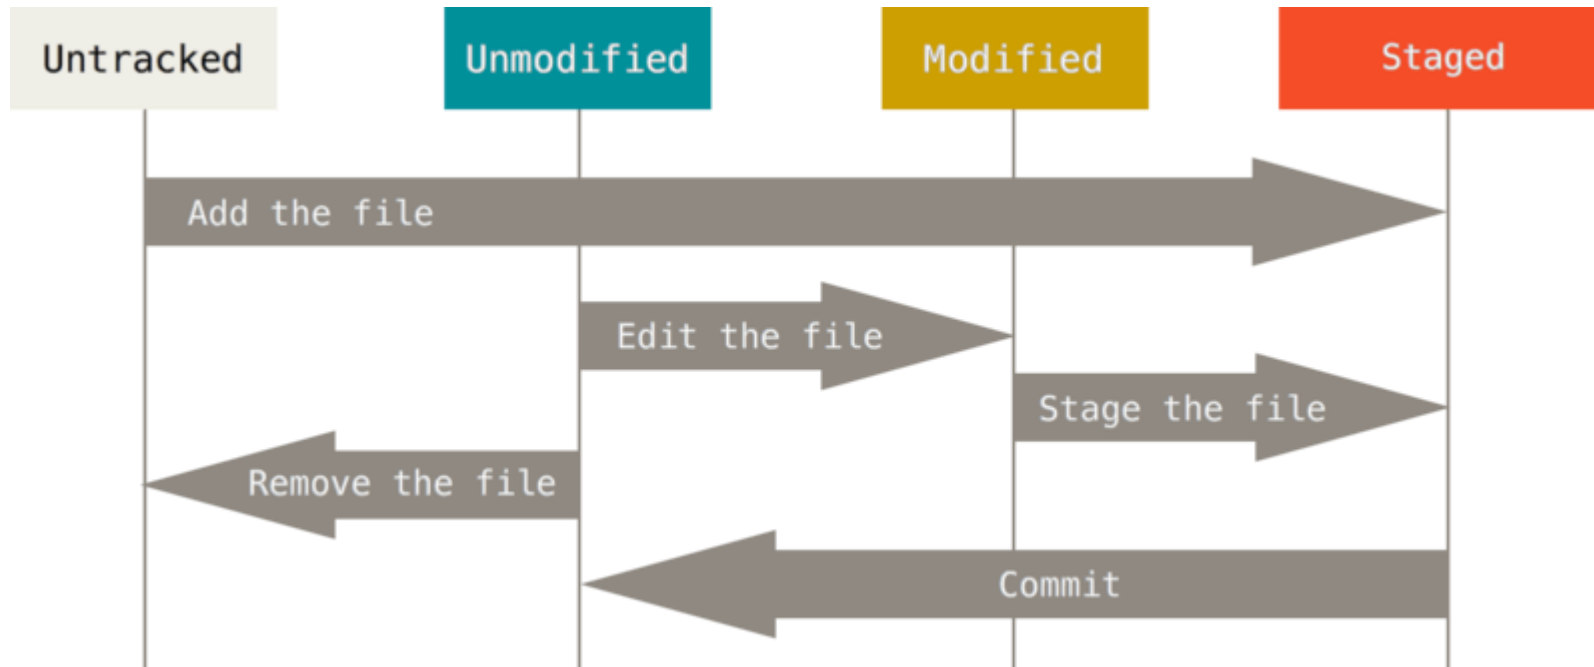 Untracked
Unmodified
Modified
Staged
Add the file
Edit the file
Stage the file
Remove the file
Commit